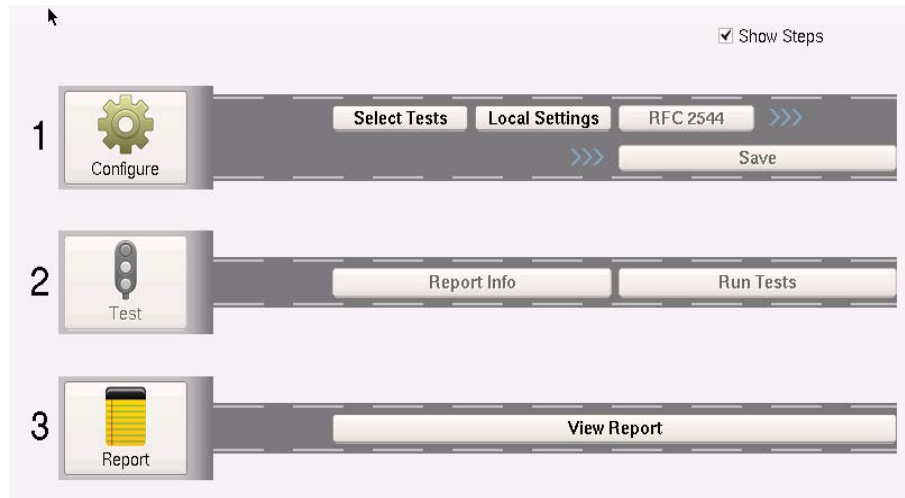 Show Steps
1
Configure
Select Tests
Local Settings
RFC 2544
>>>
>>>
Save
2
Test
Report Info
Run Tests
3
Report
View Report